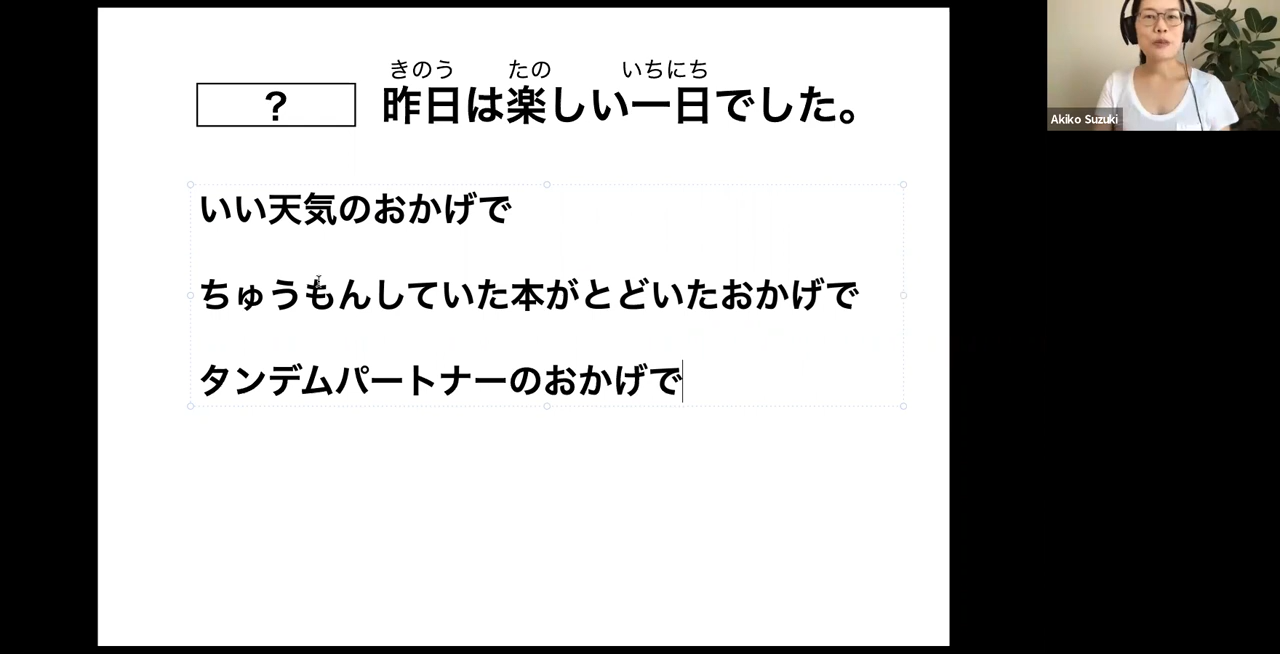 きのう たの いちにち
? 昨日は楽しい一日でした。
いい天気のおかげで
ちゅうもんしていた本がとどいたおかげで
タンデムパートナーのおかげで
Akiko Suzuki